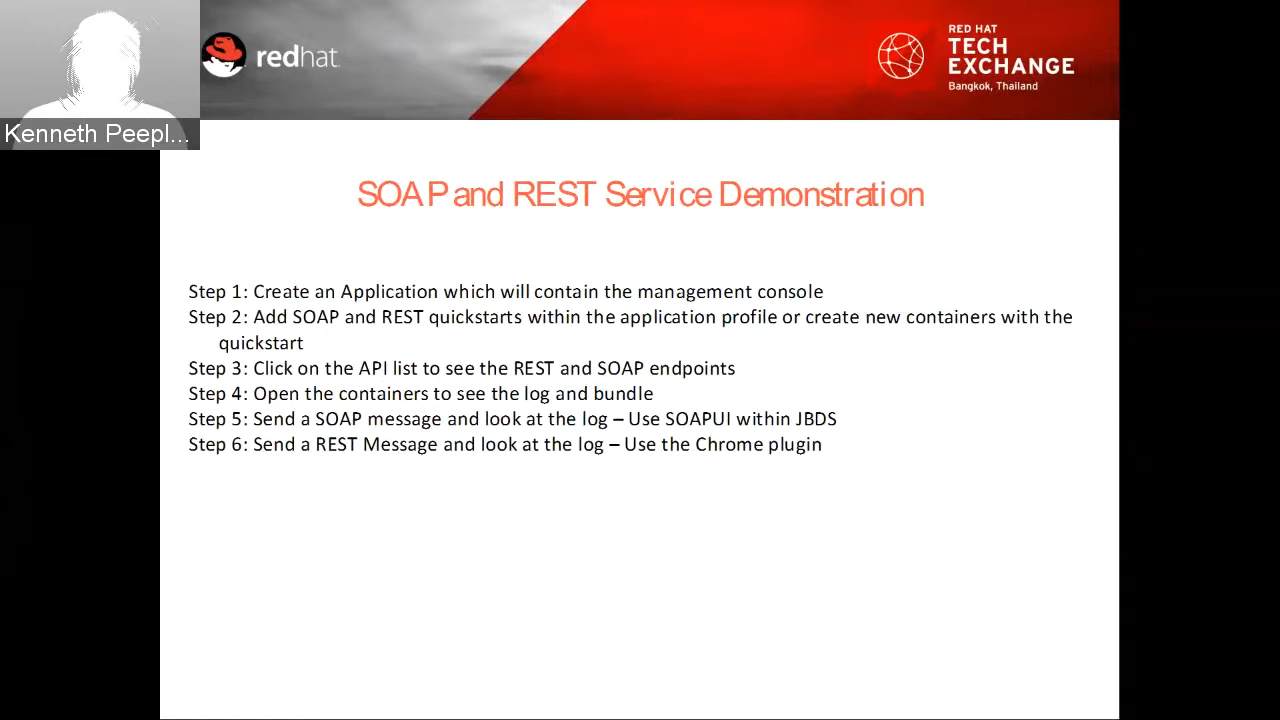 redhat.
RED HAT
TECH
EXCHANGE
Bangkok, Thailand
Kenneth Peepl...
SOAP and REST Service Demonstration
Step 1: Create an Application which will contain the management console
Step 2: Add SOAP and REST quickstarts within the application profile or create new containers with the
quickstart
Step 3: Click on the API list to see the REST and SOAP endpoints
Step 4: Open the containers to see the log and bundle
Step 5: Send a SOAP message and look at the log – Use SOAPUI within JBDS
Step 6: Send a REST Message and look at the log – Use the Chrome plugin